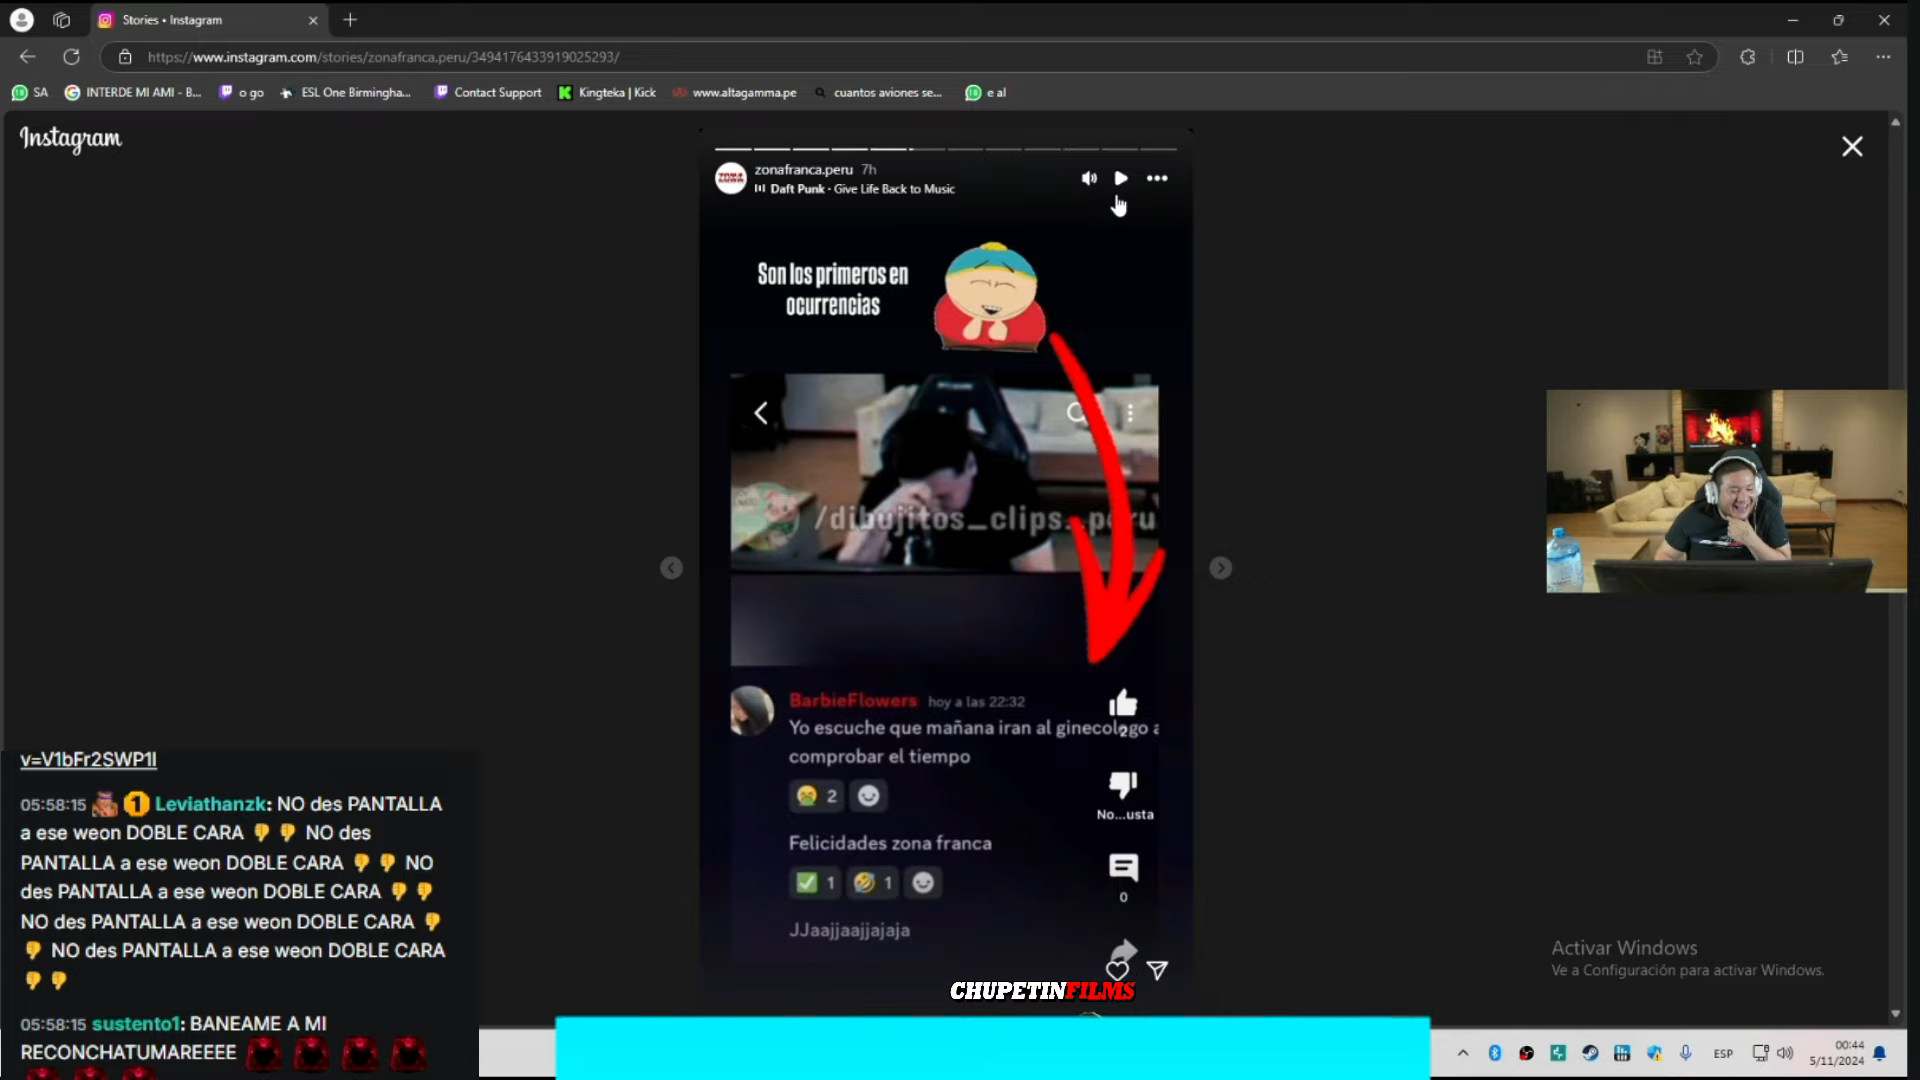 Stories • Instagram
https://www.instagram.com/stories/zonafranca.peru/3494176433919025293/
SA
INTERDE MI AMI - B...
o go
ESL One Birmingha...
Contact Support
Kingteka | Kick
www.altagamma.pe
cuantos aviones se...
e al
Instagram
ZONA
zonafranca.peru 7h
Daft Punk · Give Life Back to Music
Son los primeros en
ocurrencias
/dibujitos_clips_peru
BarbieFlowers hoy a las 22:32
Yo escuche que mañana iran al ginecologo a
comprobar el tiempo
2
2
No...usta
Felicidades zona franca
1 1
0
JJaajjaajjajaja
CHUPETINFILMS
v=V1bFr2SWP1I
05:58:15 1 Leviathanzk: NO des PANTALLA
a ese weon DOBLE CARA 👎👎 NO des
PANTALLA a ese weon DOBLE CARA 👎👎 NO
des PANTALLA a ese weon DOBLE CARA 👎👎
NO des PANTALLA a ese weon DOBLE CARA 👎
👎 NO des PANTALLA a ese weon DOBLE CARA
👎👎
05:58:15 sustento1: BANEAME A MI
RECONCHATUMAREEEE
Activar Windows
Ve a Configuración para activar Windows.
ESP
00:44
5/11/2024